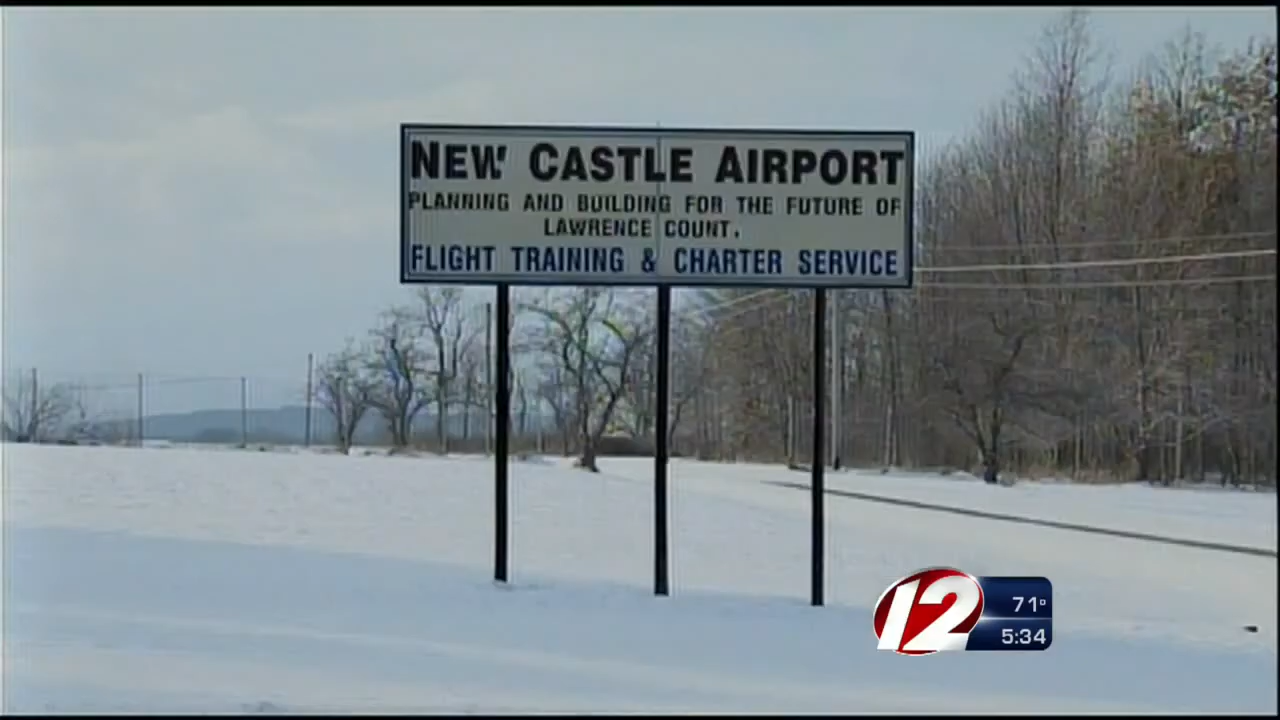 NEW CASTLE AIRPORT
PLANNING AND BUILDING FOR THE FUTURE OF
LAWRENCE COUNT.
FLIGHT TRAINING & CHARTER SERVICE
12
71°
5:34